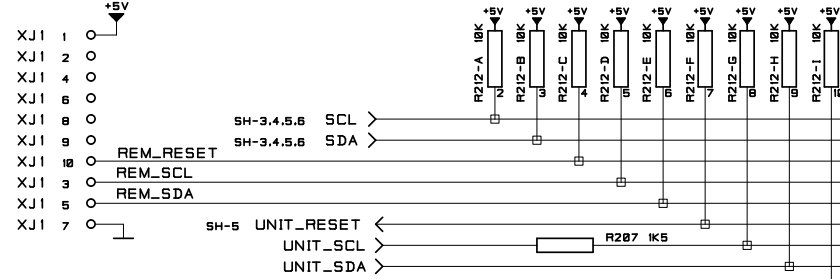 +5V +5V +5V +5V +5V +5V +5V +5V +5V +5V
R212-A 10K
R212-B 10K
R212-C 10K
R212-D 10K
R212-E 10K
R212-F 10K
R212-G 10K
R212-H 10K
R212-I 10K
2 3 4 5 6 7 8 9 10
XJ1 1
XJ1 2
XJ1 4
XJ1 6
XJ1 8 SH-3.4.5.6 SCL
XJ1 9 SH-3.4.5.6 SDA
XJ1 10 REM_RESET
XJ1 3 REM_SCL
XJ1 5 REM_SDA
XJ1 7 SH-5 UNIT_RESET
UNIT_SCL R207 1K5
UNIT_SDA